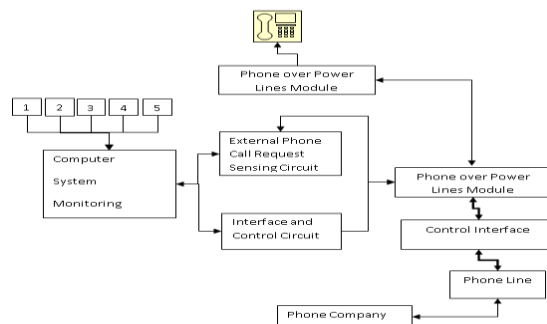 Phone over Power
Lines Module
1 2 3 4 5
Computer
System
Monitoring
External Phone
Call Request
Sensing Circuit
Interface and
Control Circuit
Phone over Power
Lines Module
Control Interface
Phone Line
Phone Company